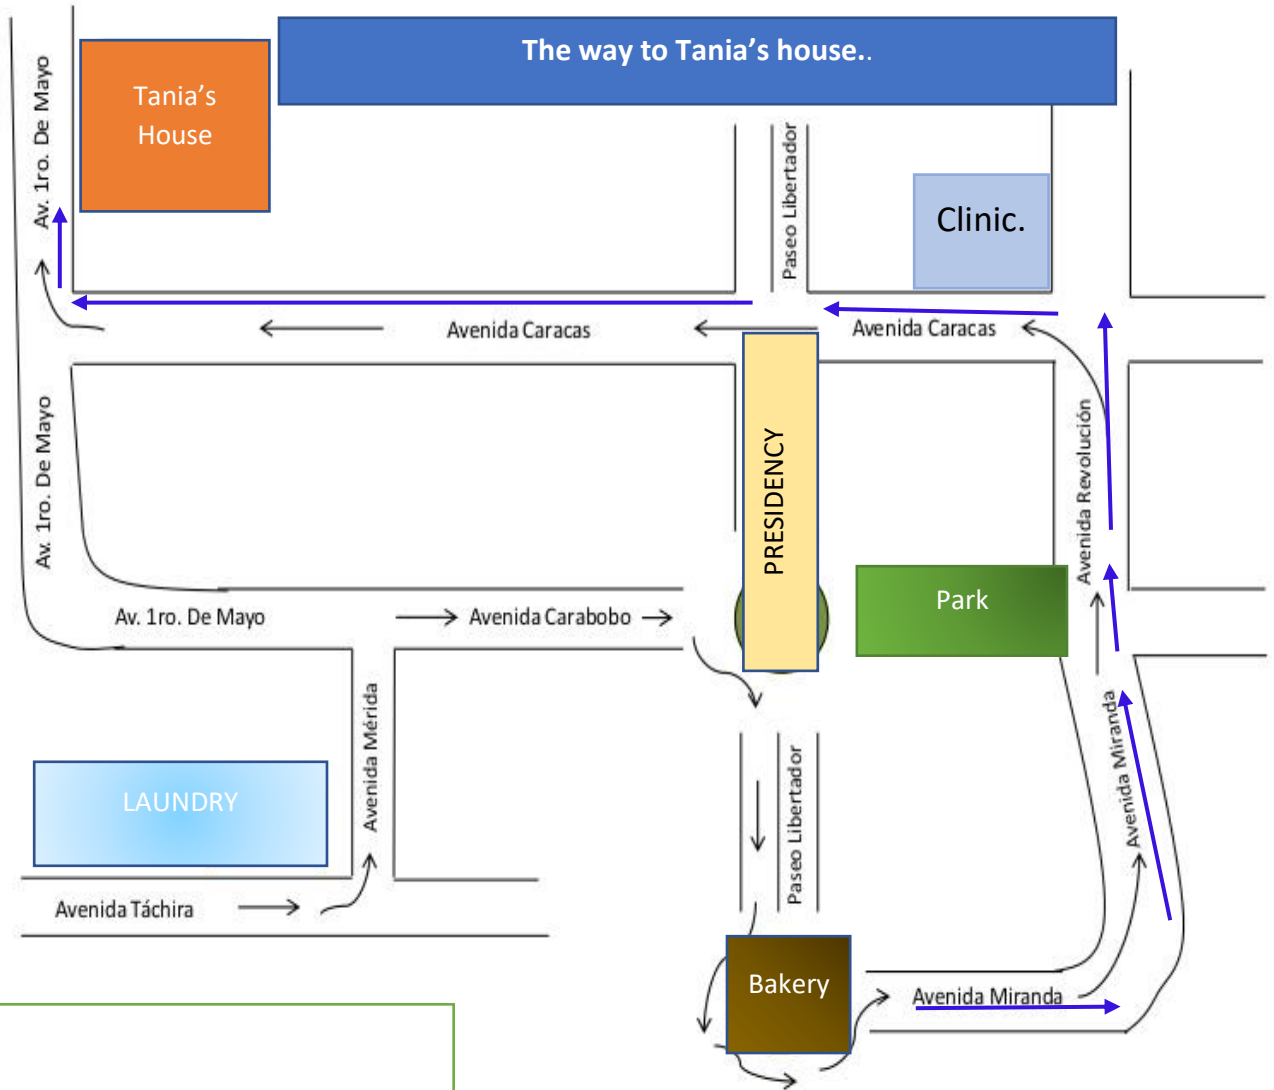 The way to Tania's house..
Tania's
House
Av. 1ro. De Mayo
Paseo Libertador
Clinic.
Avenida Caracas
Avenida Caracas
Av. 1ro. De Mayo
PRESIDENCY
Avenida Revolución
Park
Av. 1ro. De Mayo
Avenida Carabobo
Avenida Mérida
Avenida Miranda
LAUNDRY
Paseo Libertador
Avenida Táchira
Bakery
Avenida Miranda